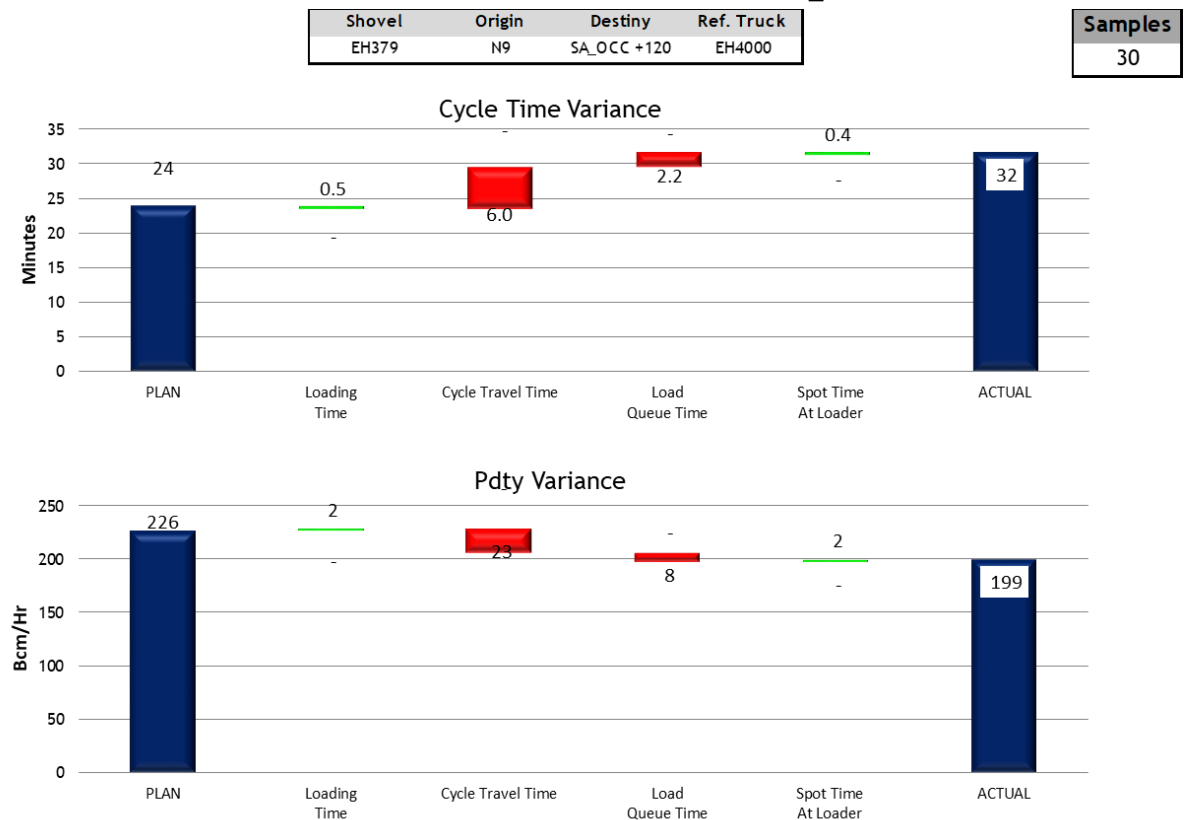 Shovel Origin Destiny Ref. Truck
EH379 N9 SA_OCC +120 EH4000
Samples
30
Cycle Time Variance
Minutes
35
30
25
20
15
10
5
0
24
0.5
-
-
6.0
-
2.2
0.4
-
32
PLAN
Loading
Time
Cycle Travel Time
Load
Queue Time
Spot Time
At Loader
ACTUAL
Pdty Variance
Bcm/Hr
250
200
150
100
50
0
226
2
-
-
23
-
8
2
-
199
PLAN
Loading
Time
Cycle Travel Time
Load
Queue Time
Spot Time
At Loader
ACTUAL